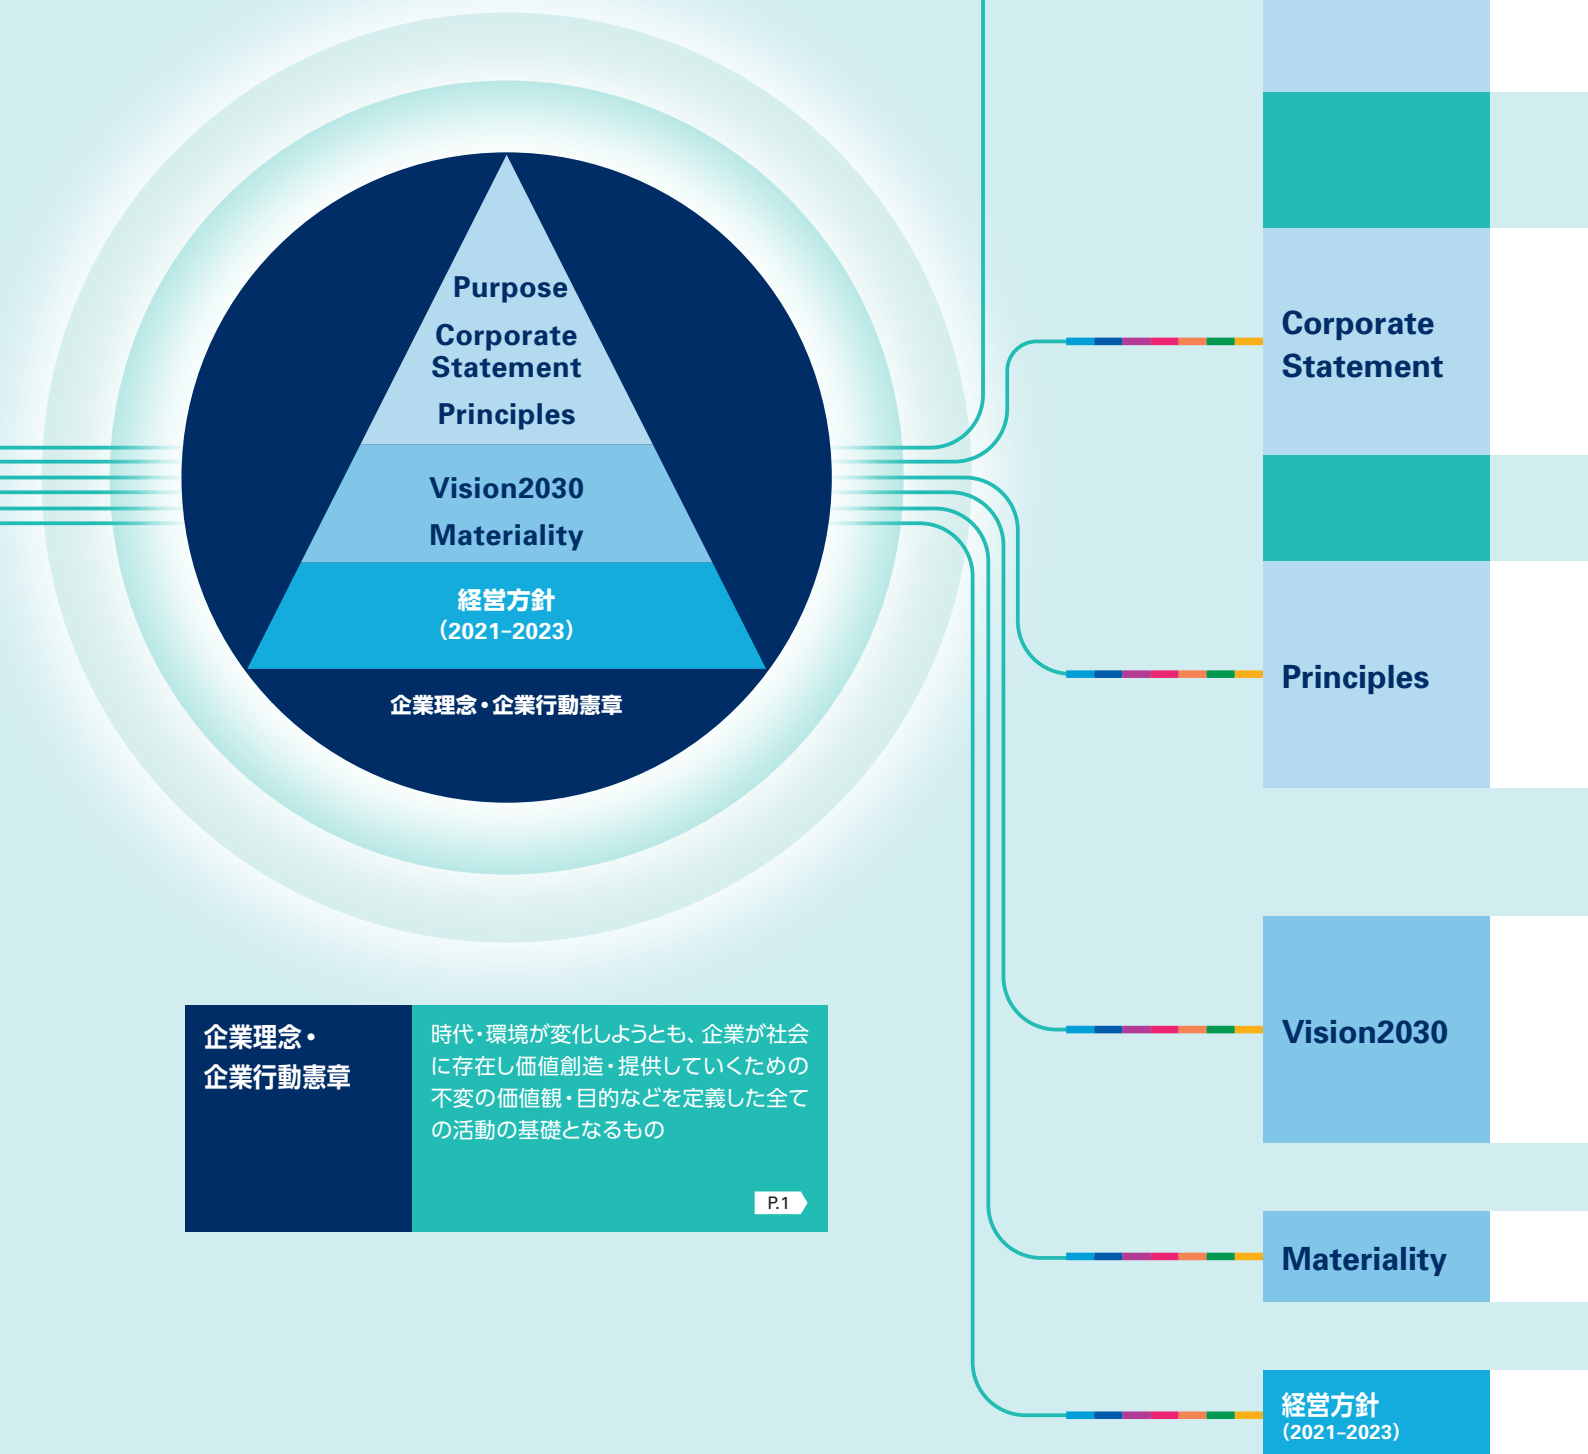 Purpose
Corporate
Statement
Principles
Vision2030
Materiality
経営方針
（2021–2023）
企業理念・企業行動憲章
企業理念・
企業行動憲章
時代・環境が変化しようとも、企業が社会
に存在し価値創造・提供していくための
不変の価値観・目的などを定義した全て
の活動の基礎となるもの
P.1
Corporate
Statement
Principles
Vision2030
Materiality
経営方針
（2021–2023）